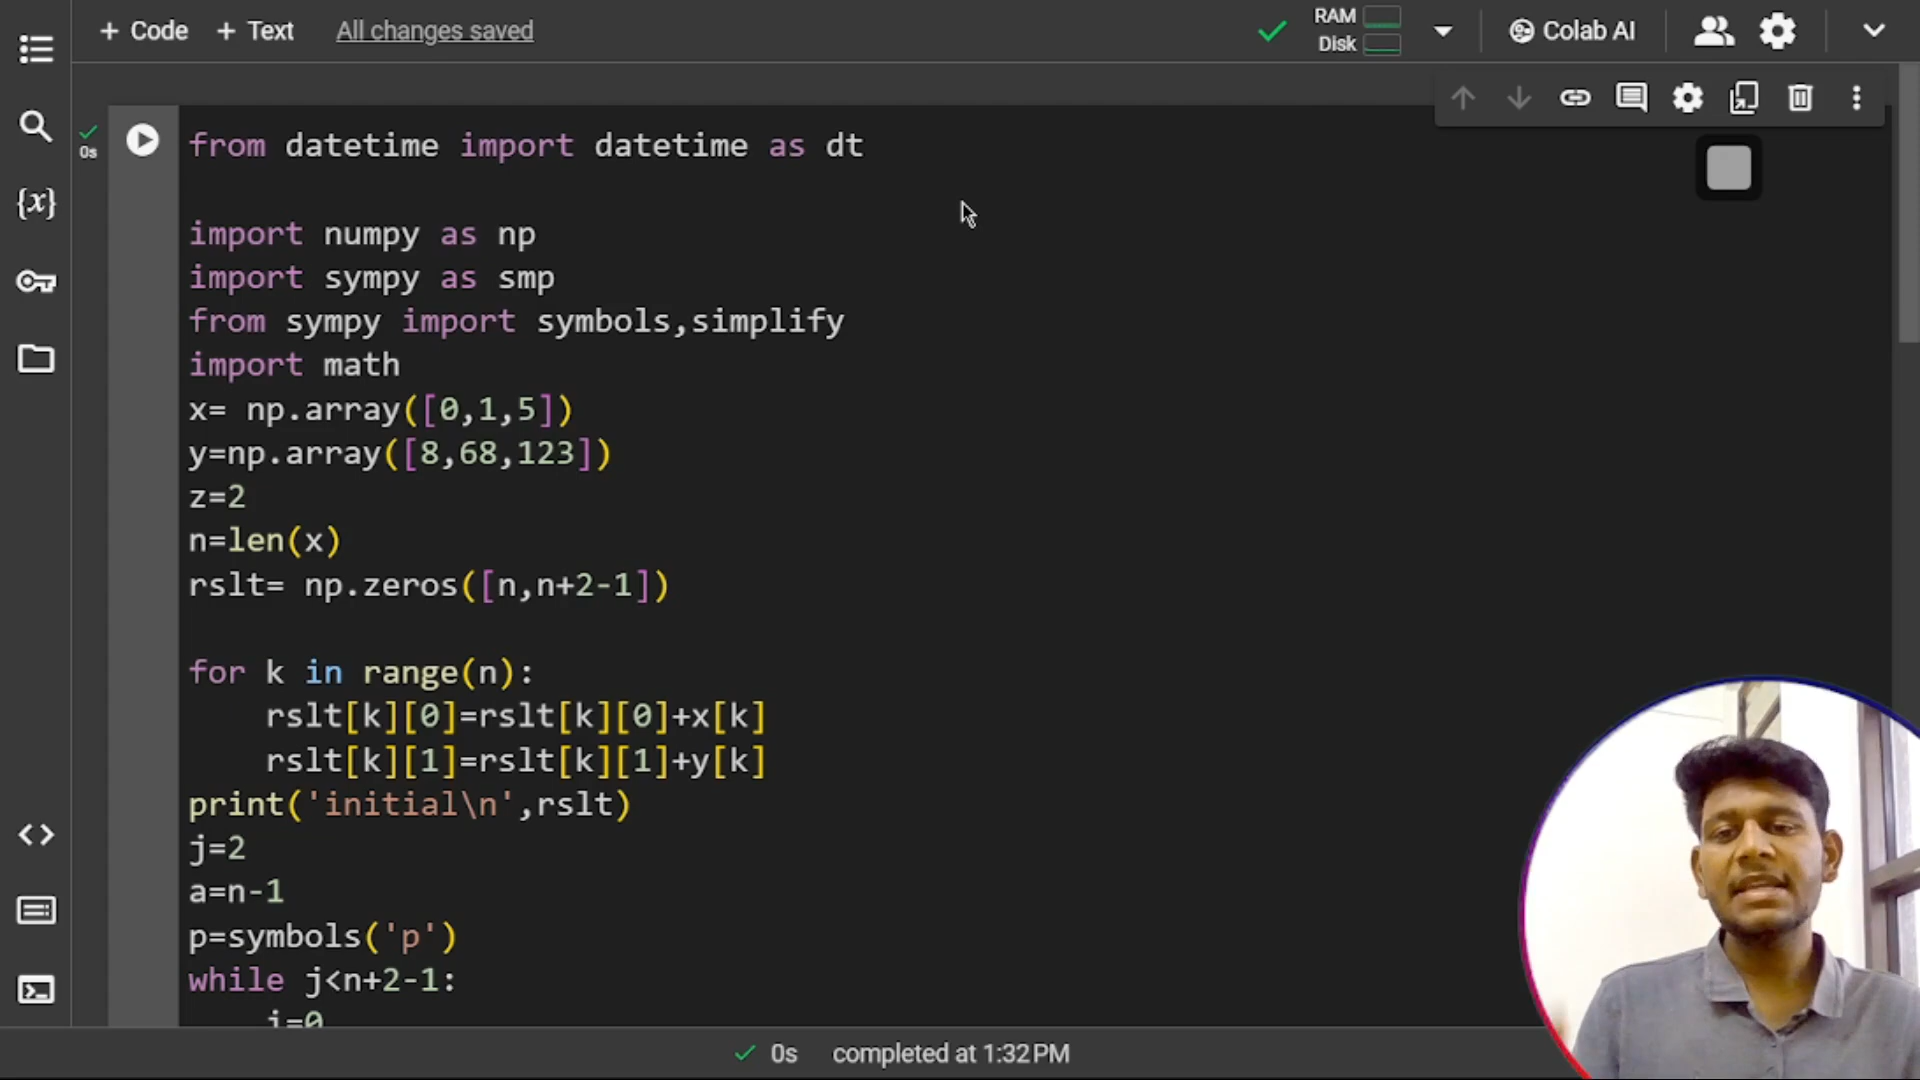 + Code + Text All changes saved RAM Disk Colab AI
0s
{x}
from datetime import datetime as dt
import numpy as np
import sympy as smp
from sympy import symbols,simplify
import math
x= np.array([0,1,5])
y=np.array([8,68,123])
z=2
n=len(x)
rslt= np.zeros([n,n+2-1])
for k in range(n):
    rslt[k][0]=rslt[k][0]+x[k]
    rslt[k][1]=rslt[k][1]+y[k]
print('initial\n',rslt)
j=2
a=n-1
p=symbols('p')
while j<n+2-1:
    i=0
0s completed at 1:32 PM